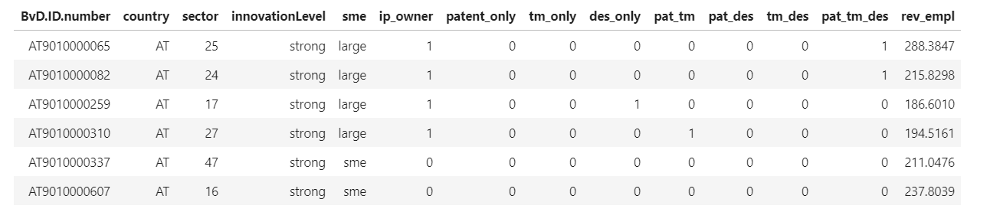 BvD.ID.number country sector innovationLevel sme ip_owner patent_only tm_only des_only pat_tm pat_des tm_des pat_tm_des rev_empl
AT9010000065 AT 25 strong large 1 0 0 0 0 0 0 1 288.3847
AT9010000082 AT 24 strong large 1 0 0 0 0 0 0 1 215.8298
AT9010000259 AT 17 strong large 1 0 0 1 0 0 0 0 186.6010
AT9010000310 AT 27 strong large 1 0 0 0 1 0 0 0 194.5161
AT9010000337 AT 47 strong sme 0 0 0 0 0 0 0 0 211.0476
AT9010000607 AT 16 strong sme 0 0 0 0 0 0 0 0 237.8039